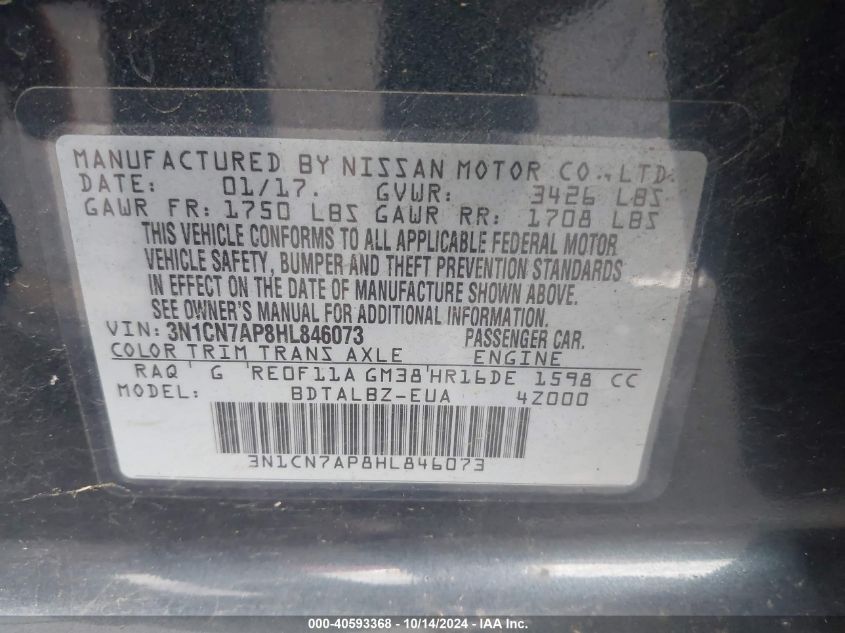 MANUFACTURED BY NISSAN MOTOR CO., LTD.
DATE: 01/17. GVWR: 3426 LBS
GAWR FR: 1750 LBS GAWR RR: 1708 LBS
THIS VEHICLE CONFORMS TO ALL APPLICABLE FEDERAL MOTOR
VEHICLE SAFETY, BUMPER AND THEFT PREVENTION STANDARDS
IN EFFECT ON THE DATE OF MANUFACTURE SHOWN ABOVE.
SEE OWNER'S MANUAL FOR ADDITIONAL INFORMATION
VIN: 3N1CN7AP8HL846073 PASSENGER CAR.
COLOR TRIM TRANS AXLE ENGINE
RAQ G RE0F11A GM38 HR16DE 1598 CC
MODEL: BDTALBZ-EUA 4Z000
3N1CN7AP8HL846073
000-40593368 - 10/14/2024 - IAA Inc.